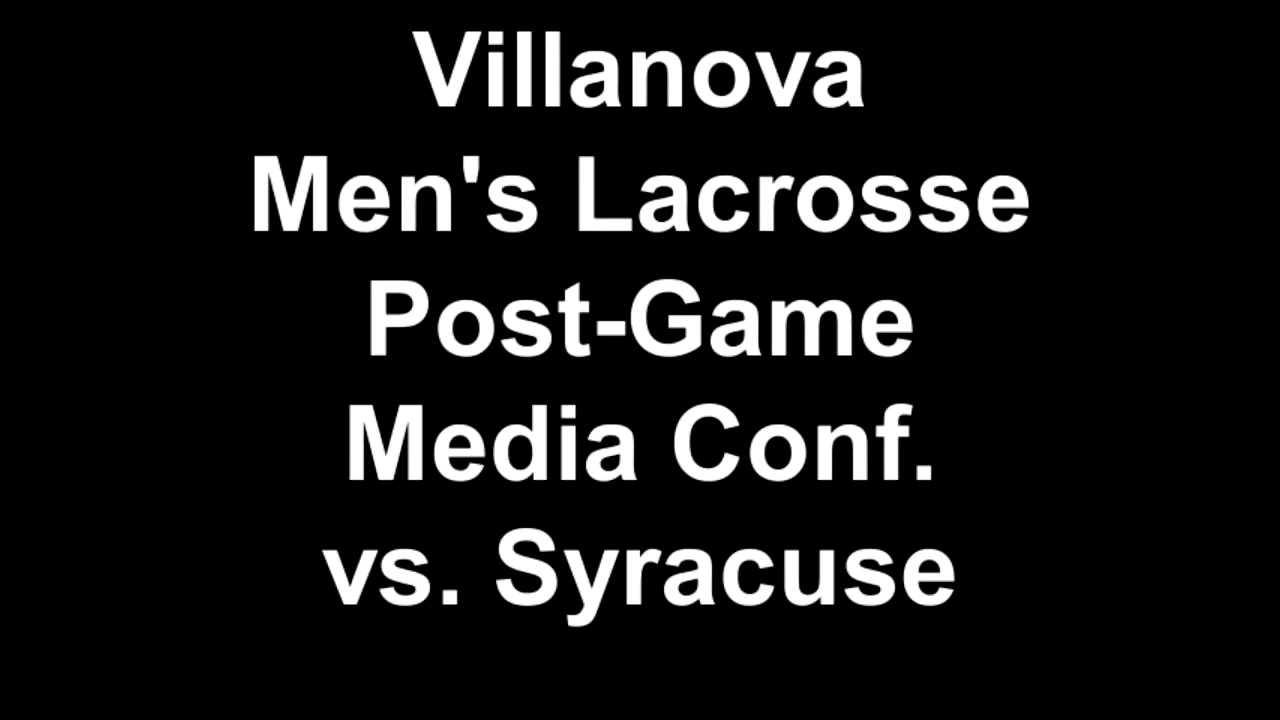 Villanova
Men's Lacrosse
Post-Game
Media Conf.
vs. Syracuse